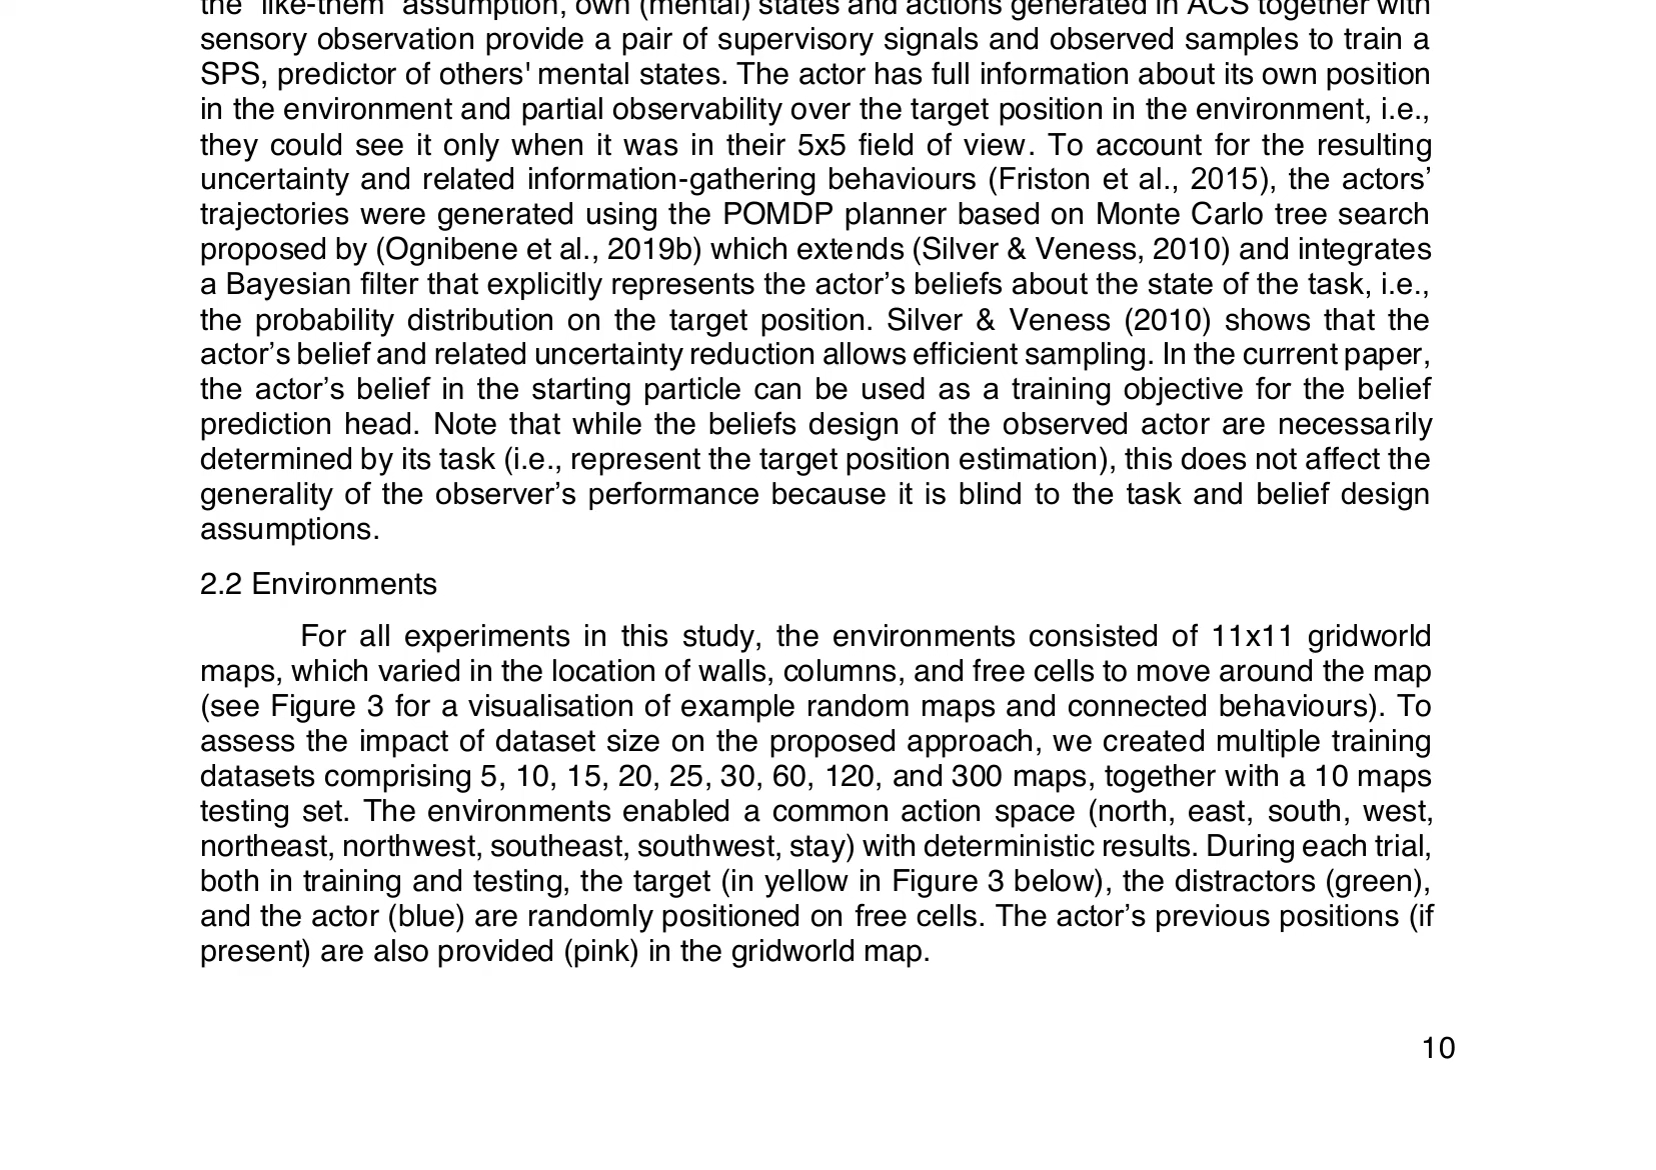 the "like-them" assumption, own (mental) states and actions generated in ACS together with
sensory observation provide a pair of supervisory signals and observed samples to train a
SPS, predictor of others' mental states. The actor has full information about its own position
in the environment and partial observability over the target position in the environment, i.e.,
they could see it only when it was in their 5x5 field of view. To account for the resulting
uncertainty and related information-gathering behaviours (Friston et al., 2015), the actors’
trajectories were generated using the POMDP planner based on Monte Carlo tree search
proposed by (Ognibene et al., 2019b) which extends (Silver & Veness, 2010) and integrates
a Bayesian filter that explicitly represents the actor’s beliefs about the state of the task, i.e.,
the probability distribution on the target position. Silver & Veness (2010) shows that the
actor’s belief and related uncertainty reduction allows efficient sampling. In the current paper,
the actor’s belief in the starting particle can be used as a training objective for the belief
prediction head. Note that while the beliefs design of the observed actor are necessarily
determined by its task (i.e., represent the target position estimation), this does not affect the
generality of the observer’s performance because it is blind to the task and belief design
assumptions.
2.2 Environments
For all experiments in this study, the environments consisted of 11x11 gridworld
maps, which varied in the location of walls, columns, and free cells to move around the map
(see Figure 3 for a visualisation of example random maps and connected behaviours). To
assess the impact of dataset size on the proposed approach, we created multiple training
datasets comprising 5, 10, 15, 20, 25, 30, 60, 120, and 300 maps, together with a 10 maps
testing set. The environments enabled a common action space (north, east, south, west,
northeast, northwest, southeast, southwest, stay) with deterministic results. During each trial,
both in training and testing, the target (in yellow in Figure 3 below), the distractors (green),
and the actor (blue) are randomly positioned on free cells. The actor’s previous positions (if
present) are also provided (pink) in the gridworld map.
10